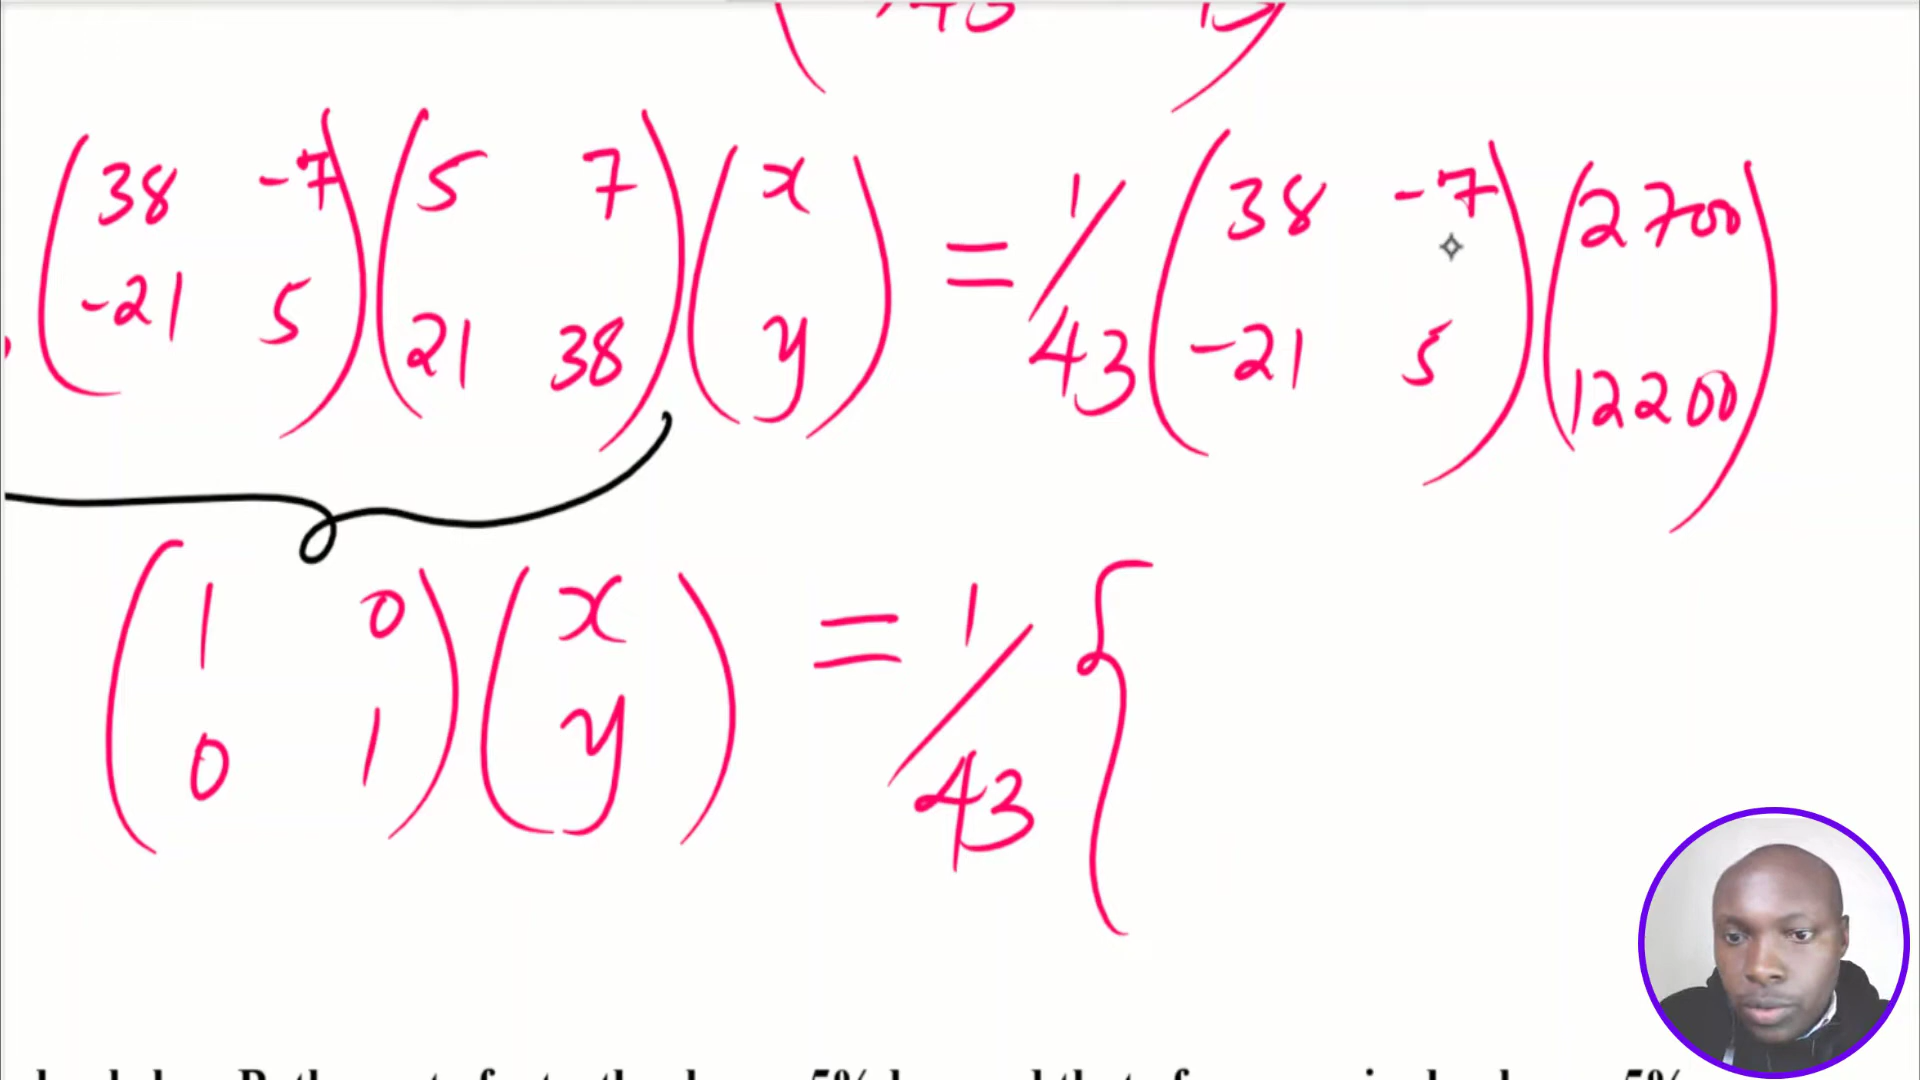 38 -7 5 7 x = 1/43 38 -7 2700
-21 5 21 38 y -21 5 12200
1 0 x = 1/43 {
0 1 y